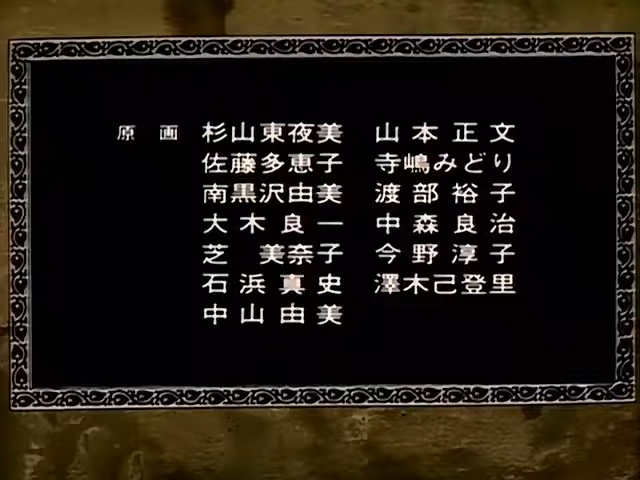 原画 杉山東夜美 山本正文
佐藤多恵子 寺嶋みどり
南黒沢由美 渡部裕子
大木良一 中森良治
芝 美奈子 今野淳子
石浜真史 澤木己登里
中山由美